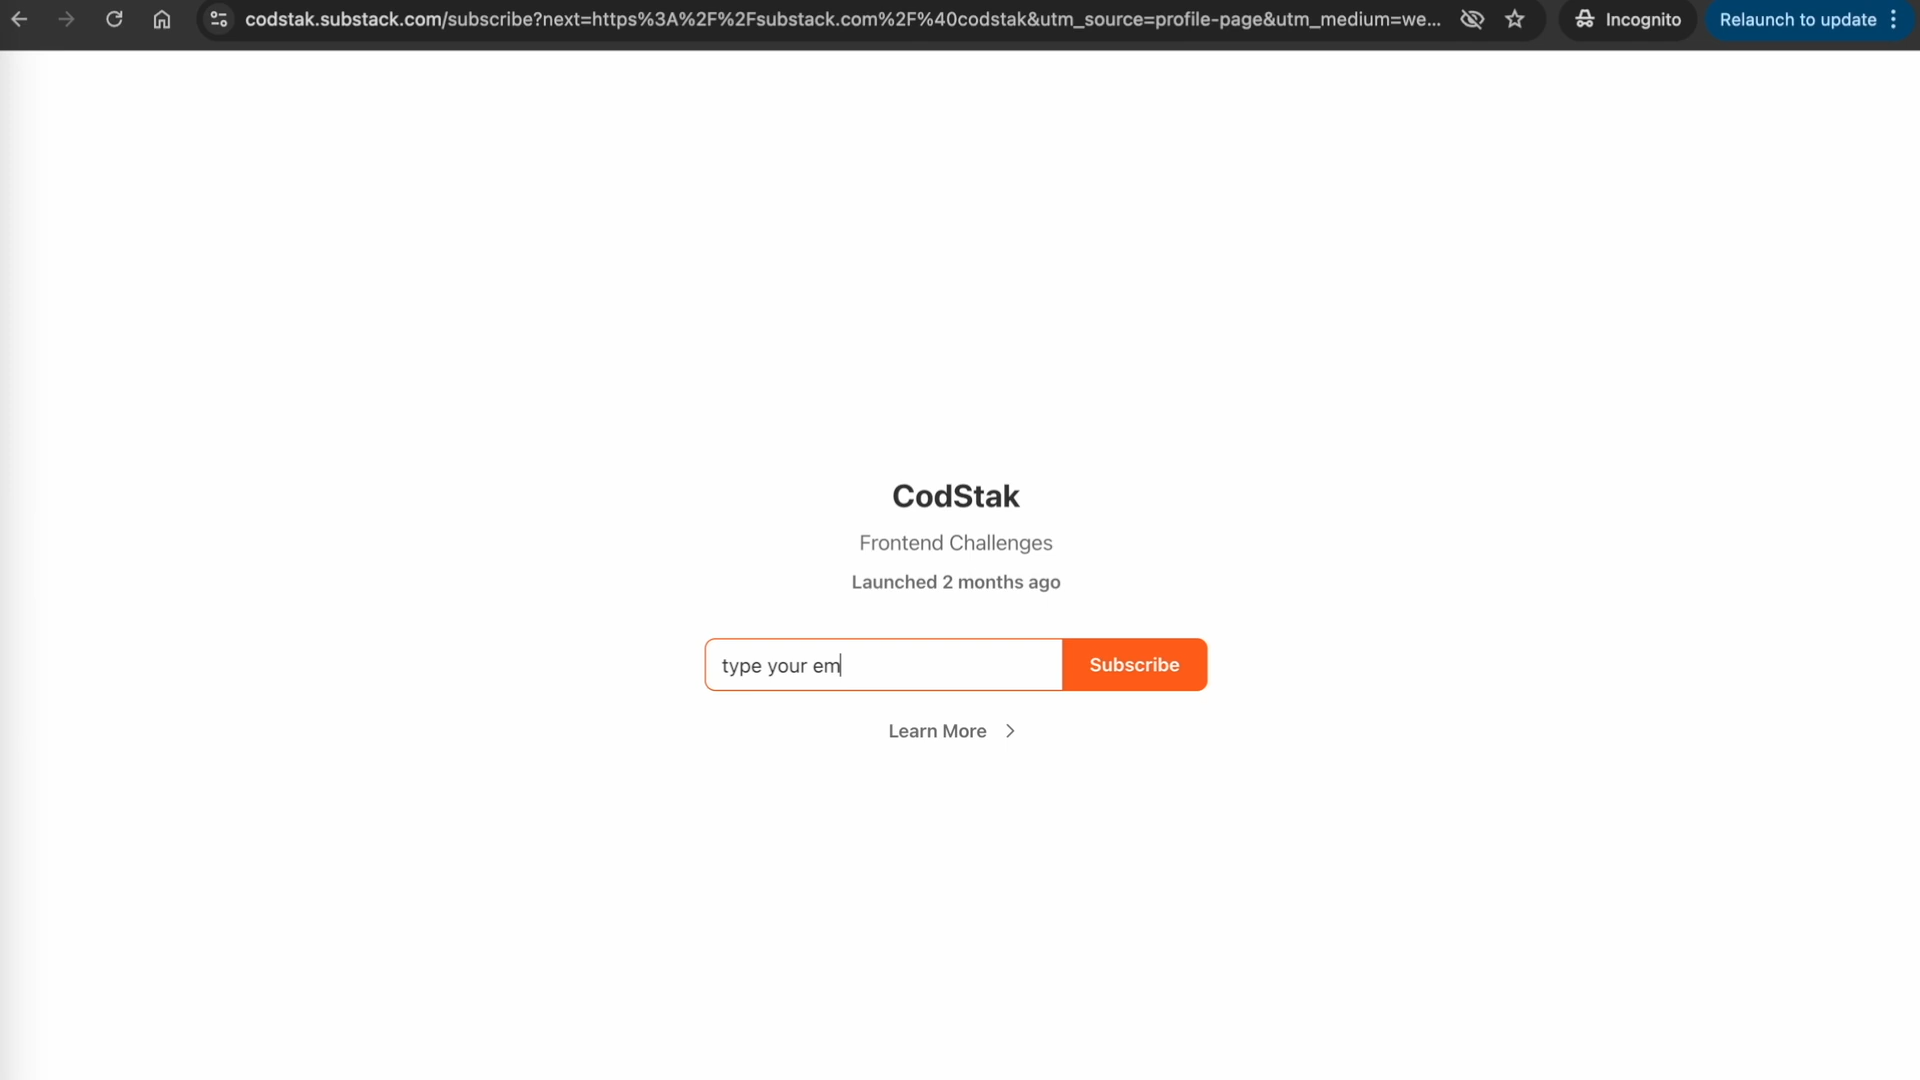 codstak.substack.com/subscribe?next=https%3A%2F%2Fsubstack.com%2F%40codstak&utm_source=profile-page&utm_medium=we...
Incognito
Relaunch to update
CodStak
Frontend Challenges
Launched 2 months ago
type your em
Subscribe
Learn More